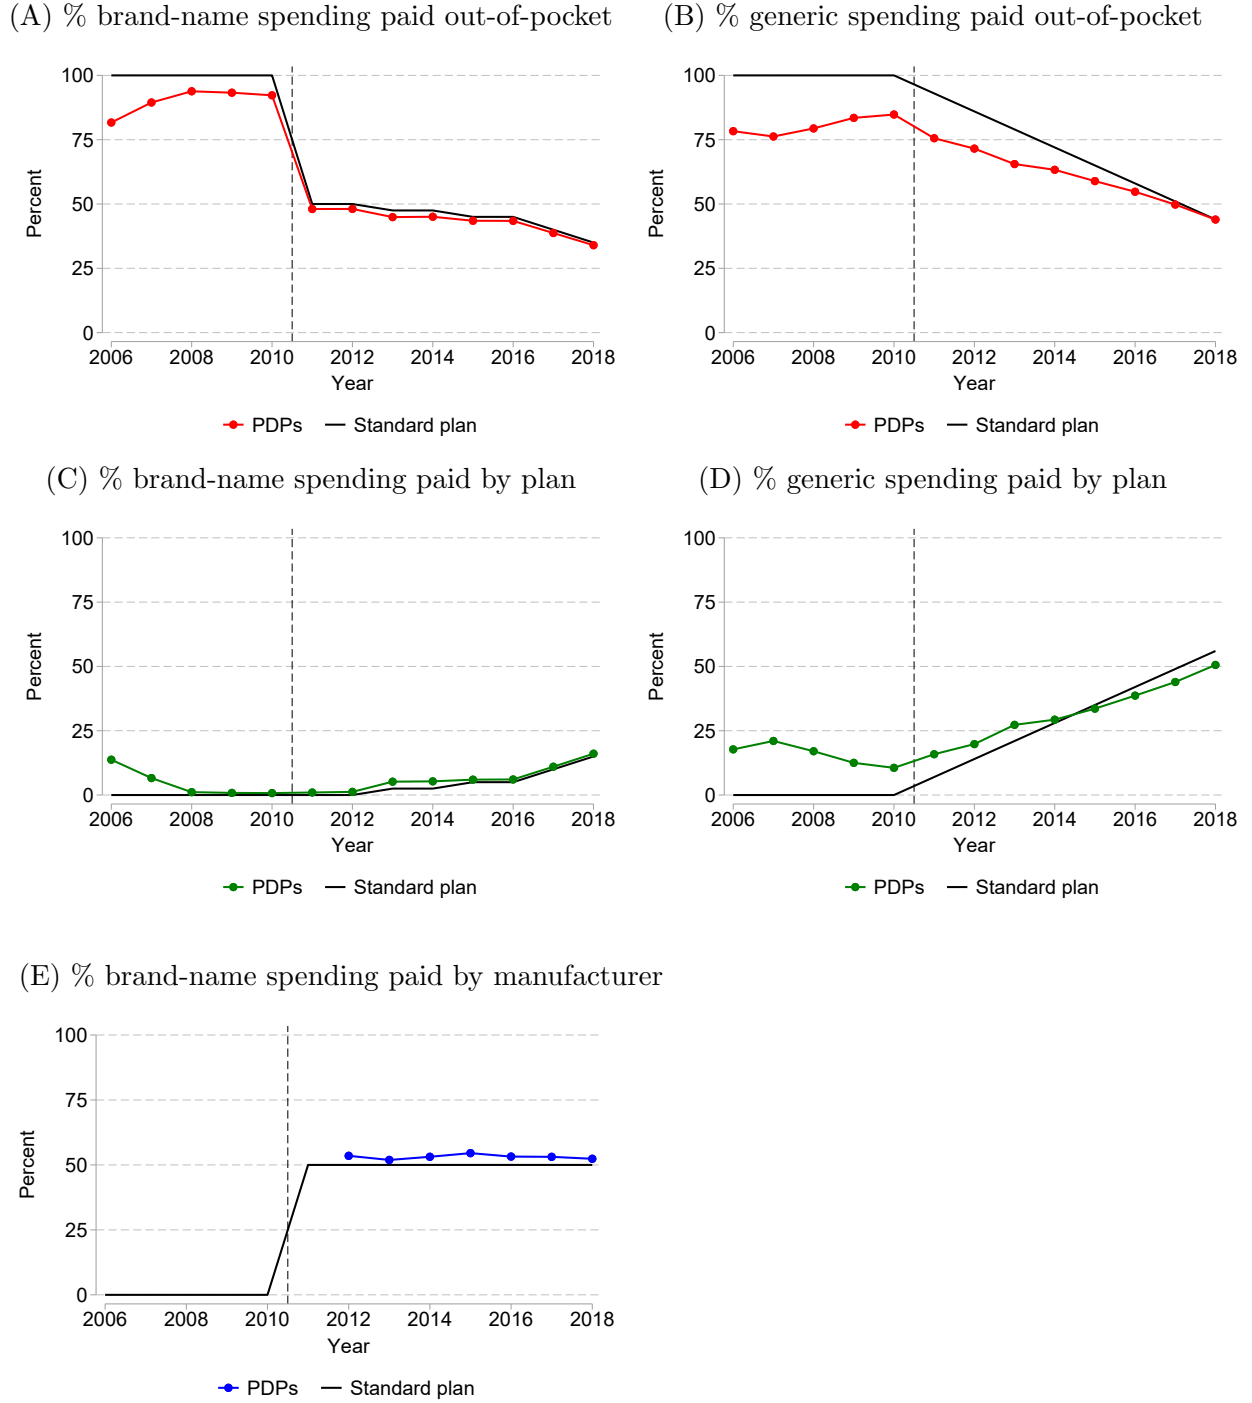 (A) % brand-name spending paid out-of-pocket
100
75
50
25
0
Percent
2006 2008 2010 2012 2014 2016 2018
Year
PDPs Standard plan
(B) % generic spending paid out-of-pocket
100
75
50
25
0
Percent
2006 2008 2010 2012 2014 2016 2018
Year
PDPs Standard plan
(C) % brand-name spending paid by plan
100
75
50
25
0
Percent
2006 2008 2010 2012 2014 2016 2018
Year
PDPs Standard plan
(D) % generic spending paid by plan
100
75
50
25
0
Percent
2006 2008 2010 2012 2014 2016 2018
Year
PDPs Standard plan
(E) % brand-name spending paid by manufacturer
100
75
50
25
0
Percent
2006 2008 2010 2012 2014 2016 2018
Year
PDPs Standard plan